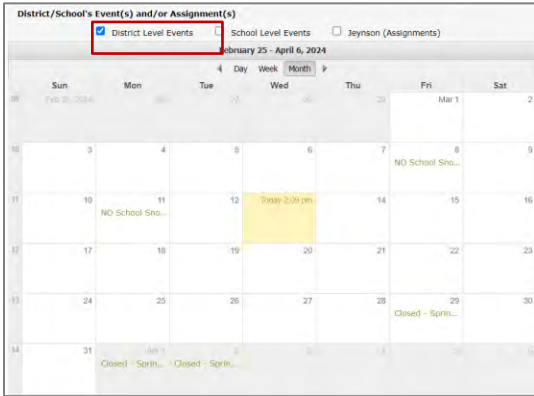 District/School's Event(s) and/or Assignment(s)
District Level Events School Level Events Jeynson (Assignments)
February 25 - April 6, 2024
Day Week Month
Sun Mon Tue Wed Thu Fri Sat
Mar 1 2
10 3 4 5 6 7 8 9
NO School Sno...
11 10 11 12 Today 2:09 pm 14 15 16
NO School Sno...
12 17 18 19 20 21 22 23
13 24 25 26 27 28 29 30
Closed - Sprin...
14 31 Apr 1
Closed - Sprin... Closed - Sprin...